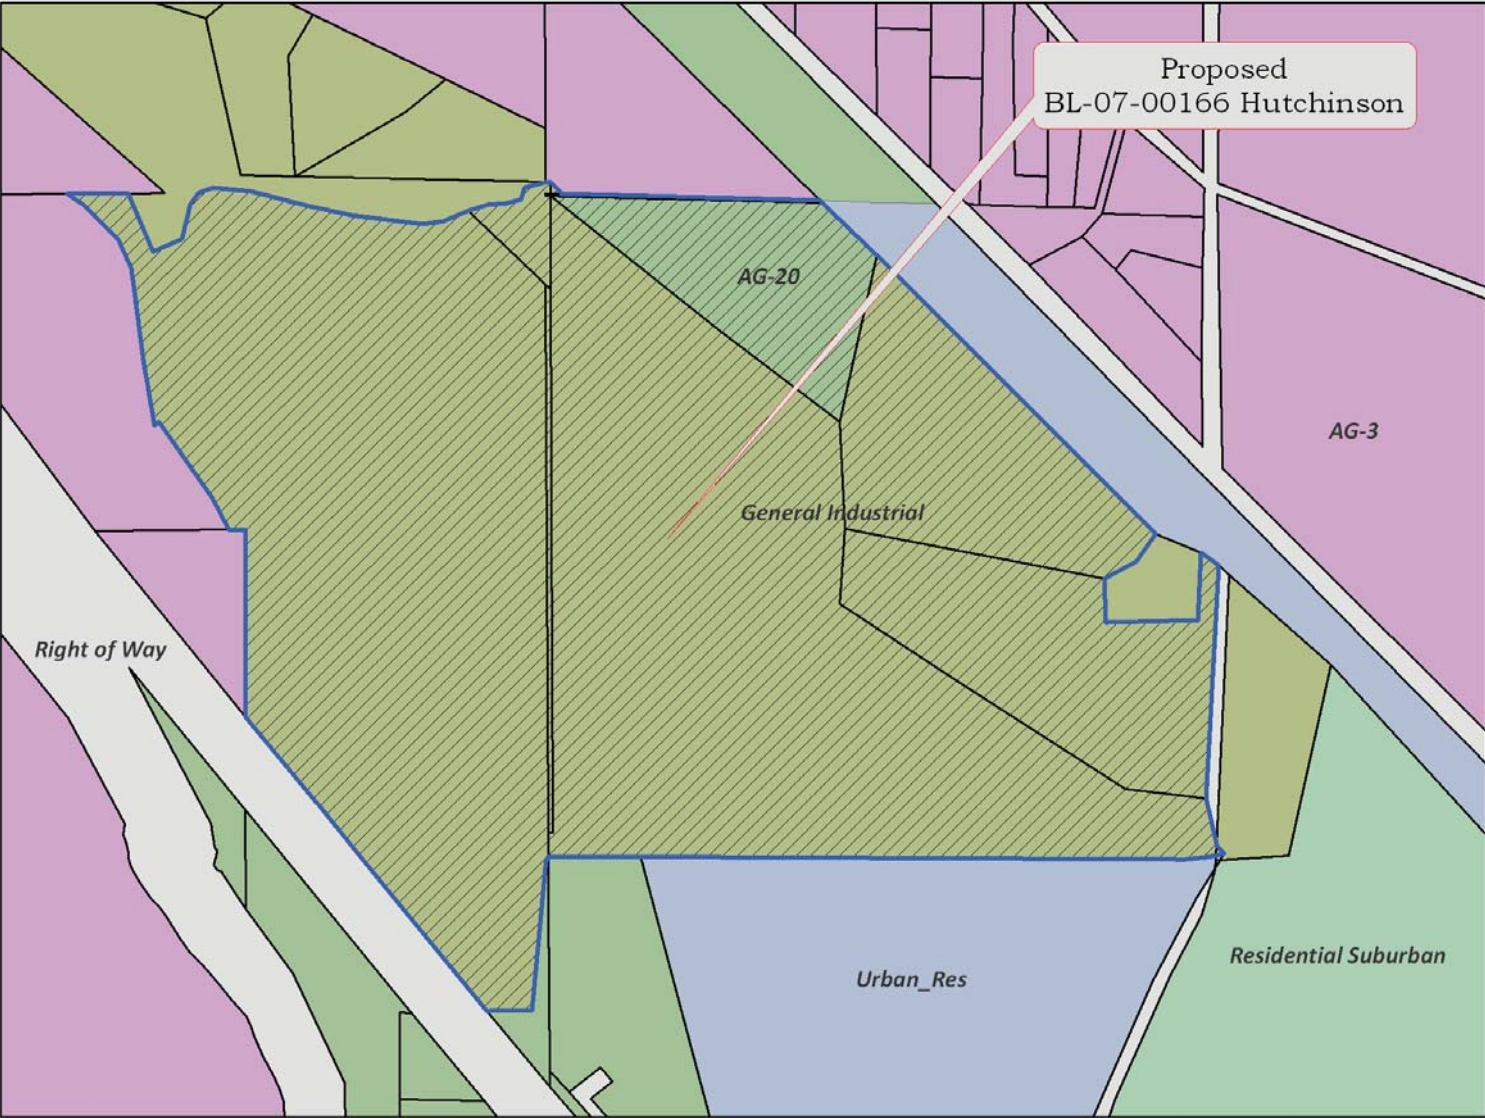 Proposed
BL-07-00166 Hutchinson
AG-20
AG-3
General Industrial
Right of Way
Residential Suburban
Urban_Res